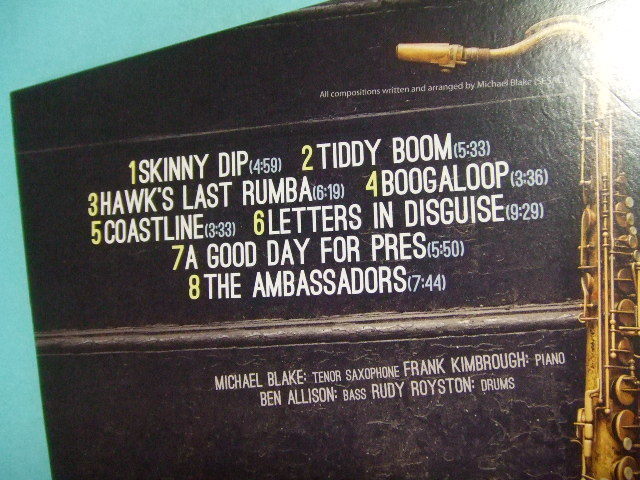 All compositions written and arranged by Michael Blake
1 SKINNY DIP(4:59) 2 TIDDY BOOM(5:33)
3 HAWK'S LAST RUMBA(6:19) 4 BOOGALOOP(3:36)
5 COASTLINE(3:33) 6 LETTERS IN DISGUISE(9:29)
7 A GOOD DAY FOR PRES(5:50)
8 THE AMBASSADORS(7:44)
MICHAEL BLAKE: TENOR SAXOPHONE FRANK KIMBROUGH: PIANO
BEN ALLISON: BASS RUDY ROYSTON: DRUMS